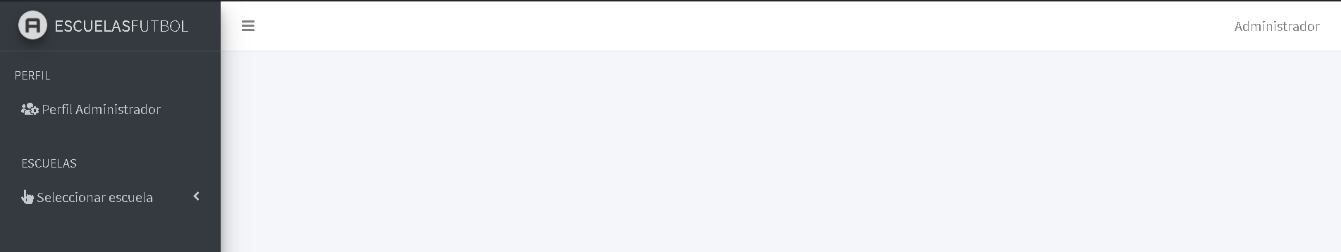 ESCUELASFUTBOL
Administrador
PERFIL
Perfil Administrador
ESCUELAS
Seleccionar escuela